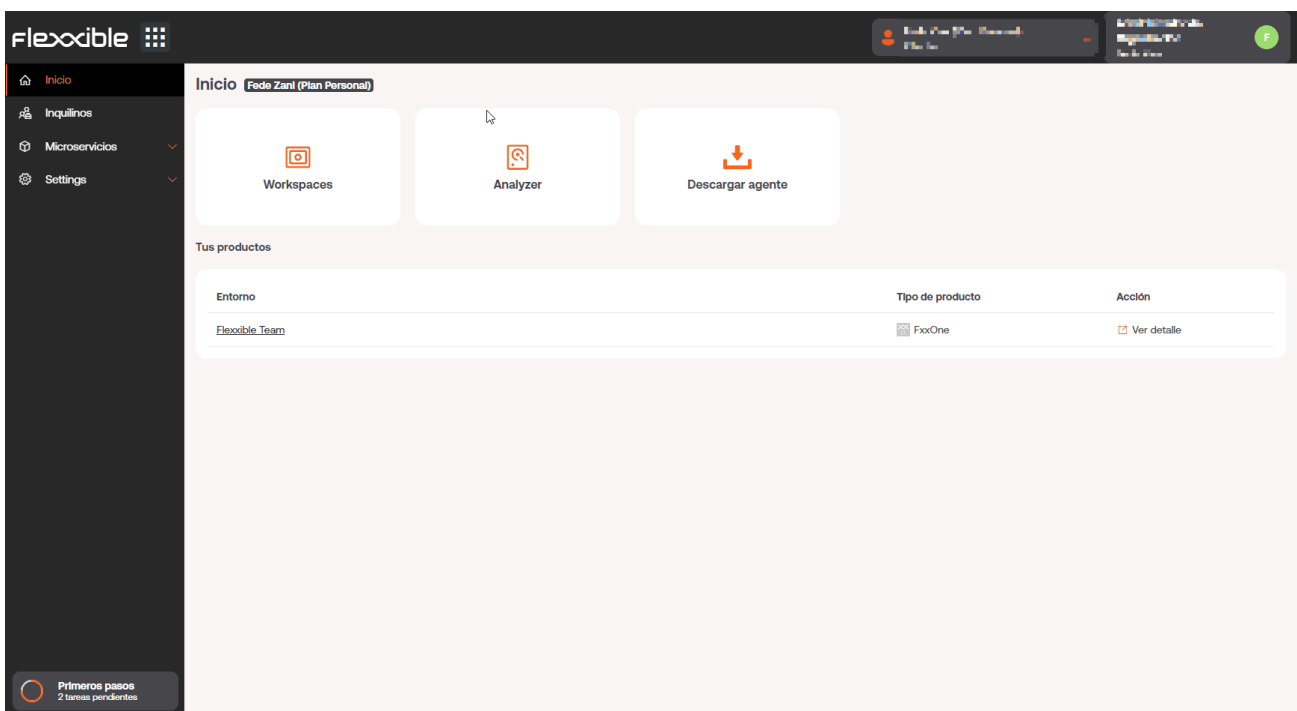 Flexxible
F
Inicio
Inquilinos
Microservicios
Settings
Inicio Fede Zani (Plan Personal)
Workspaces
Analyzer
Descargar agente
Tus productos
Entorno Tipo de producto Acción
Flexxible Team FxxOne Ver detalle
Primeros pasos
2 tareas pendientes